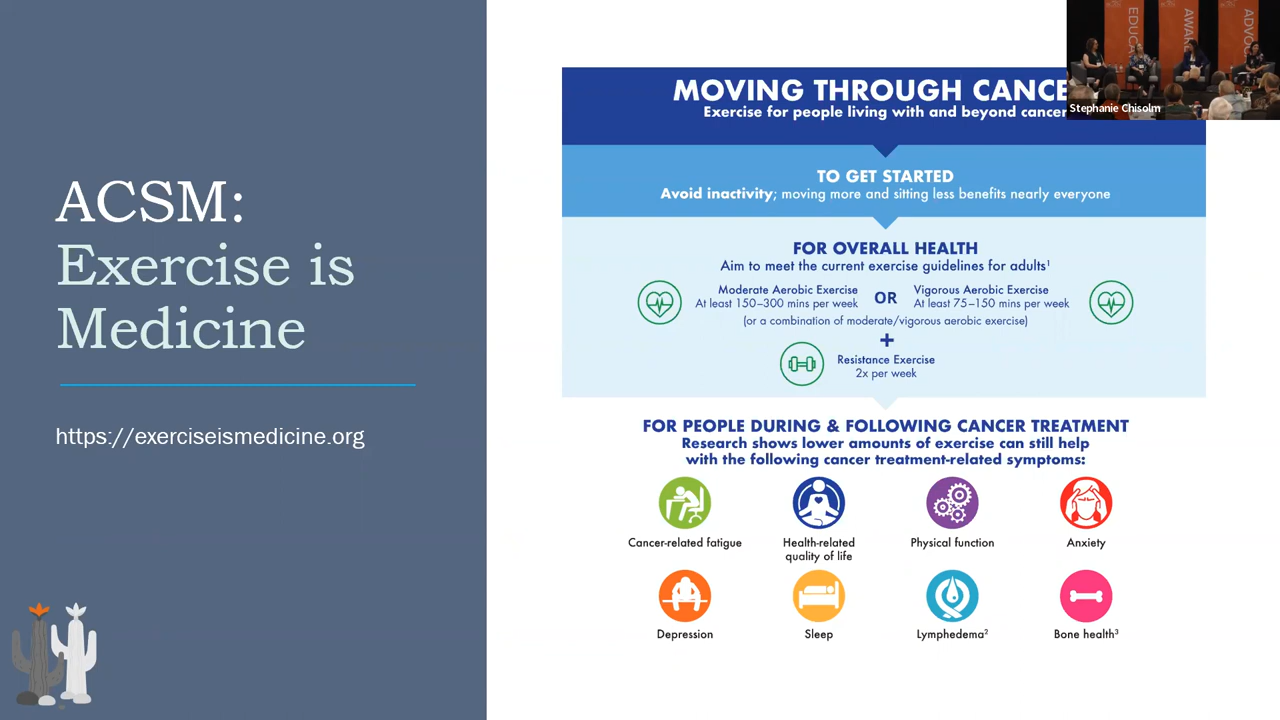 ACSM:
Exercise is
Medicine
https://exerciseismedicine.org
MOVING THROUGH CANCE
Exercise for people living with and beyond cancer
TO GET STARTED
Avoid inactivity; moving more and sitting less benefits nearly everyone
FOR OVERALL HEALTH
Aim to meet the current exercise guidelines for adults¹
Moderate Aerobic Exercise
At least 150–300 mins per week
OR
Vigorous Aerobic Exercise
At least 75–150 mins per week
(or a combination of moderate/vigorous aerobic exercise)
+
Resistance Exercise
2x per week
FOR PEOPLE DURING & FOLLOWING CANCER TREATMENT
Research shows lower amounts of exercise can still help
with the following cancer treatment-related symptoms:
Cancer-related fatigue
Health-related
quality of life
Physical function
Anxiety
Depression
Sleep
Lymphedema²
Bone health³
Stephanie Chisolm